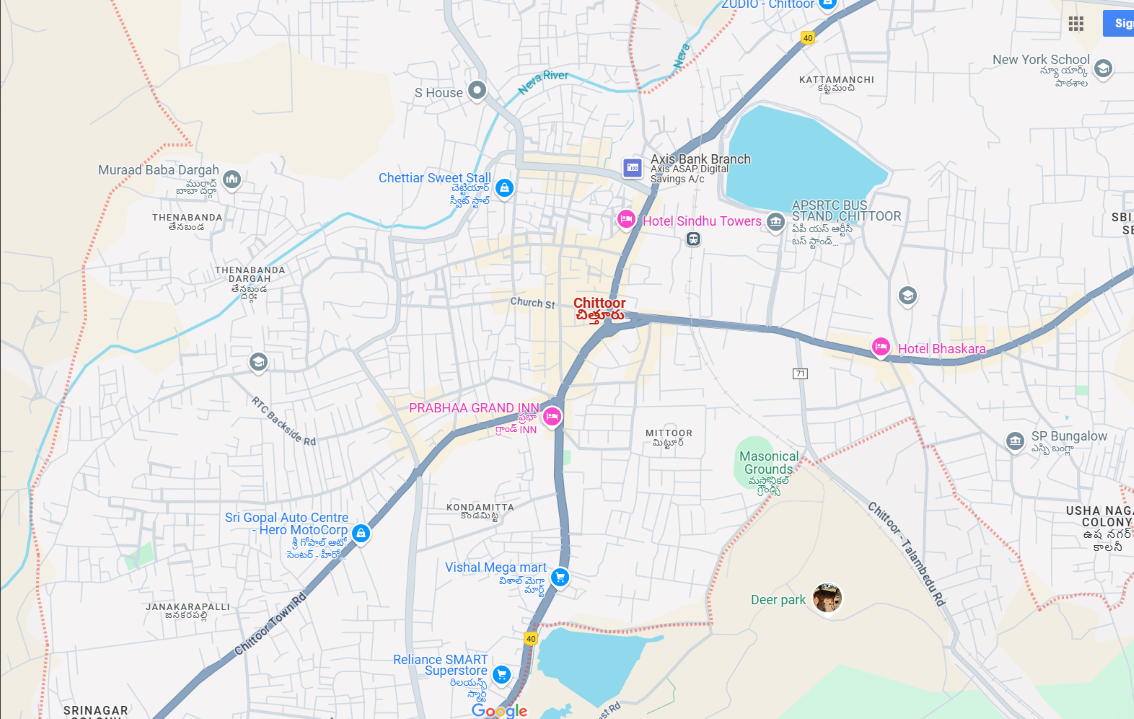 ZUDIO - Chittoor
40
Sig
Neva
KATTAMANCHI
కట్టమంచి
New York School
న్యూ యార్క్
పాఠశాల
Neva River
S House
Axis Bank Branch
Axis ASAP Digital
Savings A/c
Muraad Baba Dargah
ముర్రాద్
బాబా దర్గా
Chettiar Sweet Stall
చెట్టియార్
స్వీట్ స్టాల్
THENABANDA
తేనబండ
Hotel Sindhu Towers
APSRTC BUS
STAND ,CHITTOOR
ఏపీ యస్ ఆర్టీసీ
బస్ స్టాండ్...
SBI
SE
THENABANDA
DARGAH
తేనబండ
దర్గః
Church St
Chittoor
చిత్తూరు
Hotel Bhaskara
71
RTC Backside Rd
PRABHAA GRAND INN
ప్రభా
గ్రాండ్ INN
MITTOOR
మిట్టూర్
SP Bungalow
ఎస్పీ బంగ్లా
Masonical
Grounds
మాసోనికల్
గ్రౌండ్స్
KONDAMITTA
కొండమిట్ట
Chittoor - Talambedu Rd
USHA NAGA
COLONY
ఉష నగర్
కాలనీ
Sri Gopal Auto Centre
- Hero MotoCorp
శ్రీ గోపాల్ ఆటో
సెంటర్ - హీరో
Vishal Mega mart
విశాల్ మెగా
మార్ట్
Deer park
JANAKARAPALLI
జనకరపల్లి
Chittoor Town Rd
40
Reliance SMART
Superstore
రిలయన్స్
స్మార్ట్
SRINAGAR
COLONY
Google
est Rd